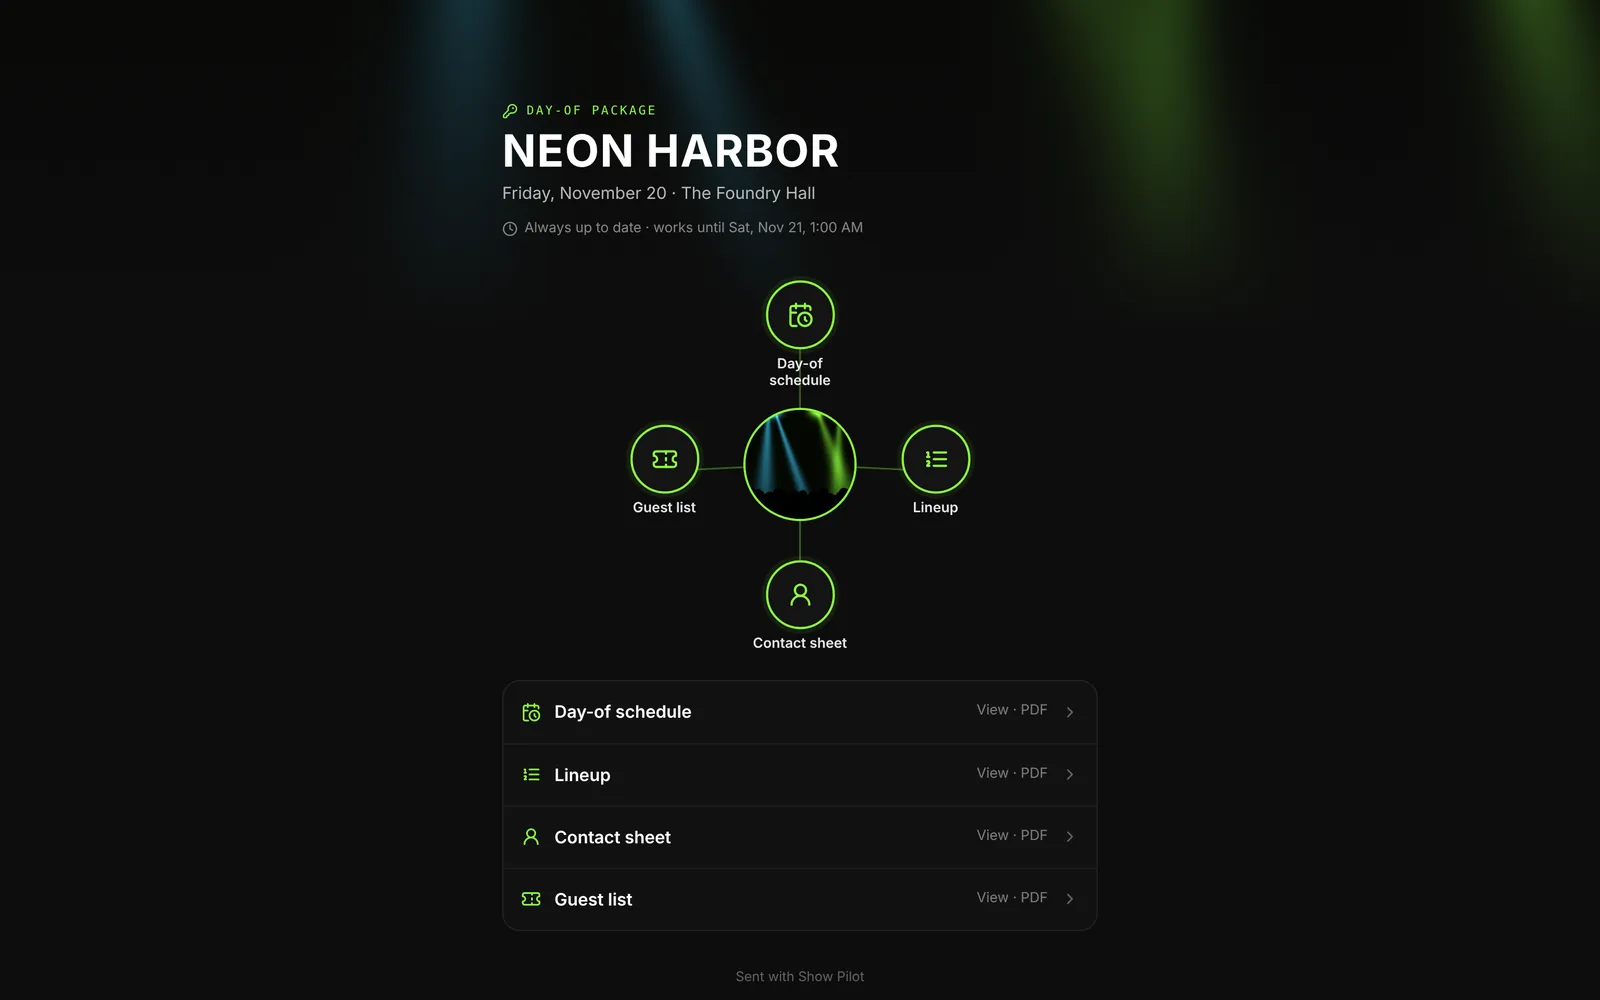 DAY-OF PACKAGE
NEON HARBOR
Friday, November 20 · The Foundry Hall
Always up to date · works until Sat, Nov 21, 1:00 AM
Day-of
schedule
Guest list
Lineup
Contact sheet
Day-of schedule View · PDF
Lineup View · PDF
Contact sheet View · PDF
Guest list View · PDF
Sent with Show Pilot